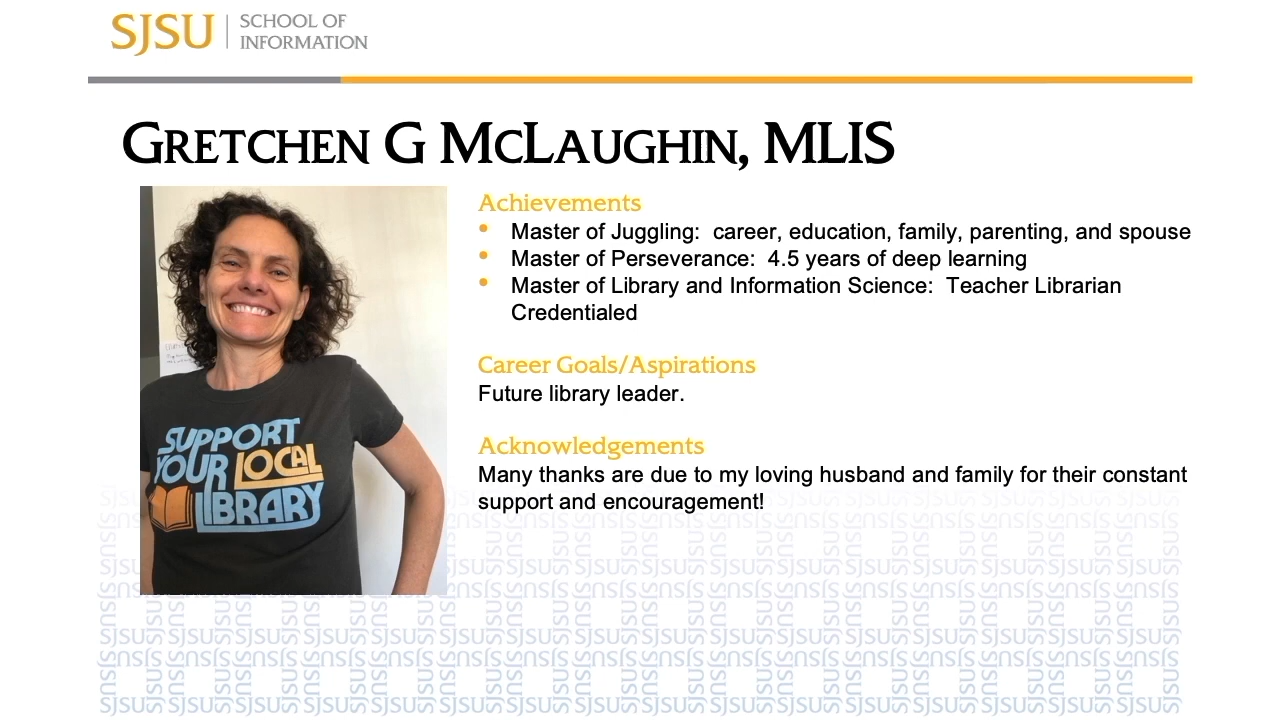 SJSU SCHOOL OF
INFORMATION
GRETCHEN G MCLAUGHIN, MLIS
Achievements
• Master of Juggling: career, education, family, parenting, and spouse
• Master of Perseverance: 4.5 years of deep learning
• Master of Library and Information Science: Teacher Librarian
Credentialed
Career Goals/Aspirations
Future library leader.
Acknowledgements
Many thanks are due to my loving husband and family for their constant
support and encouragement!
SUPPORT
YOUR LOCAL
LIBRARY